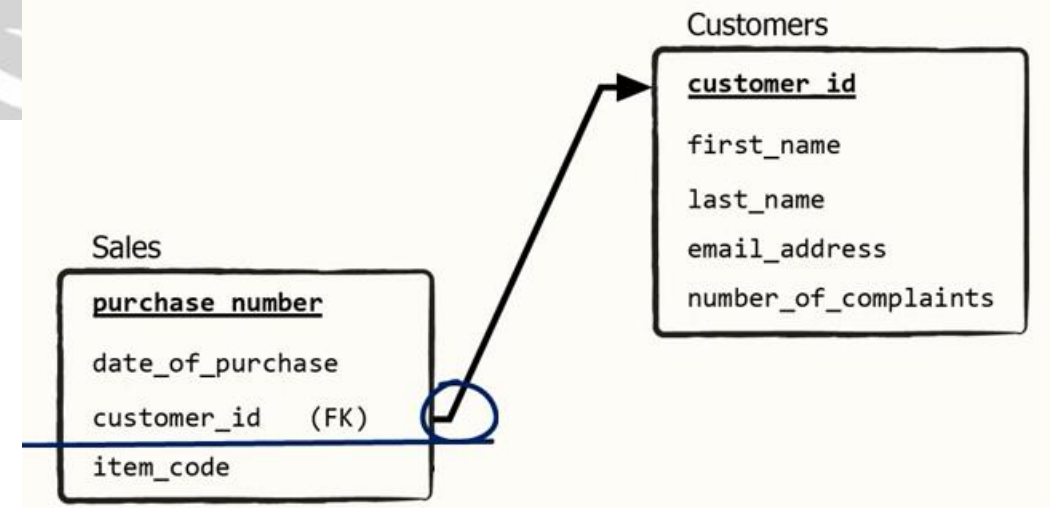 Customers
customer_id
first_name
last_name
email_address
number_of_complaints
Sales
purchase_number
date_of_purchase
customer_id (FK)
item_code